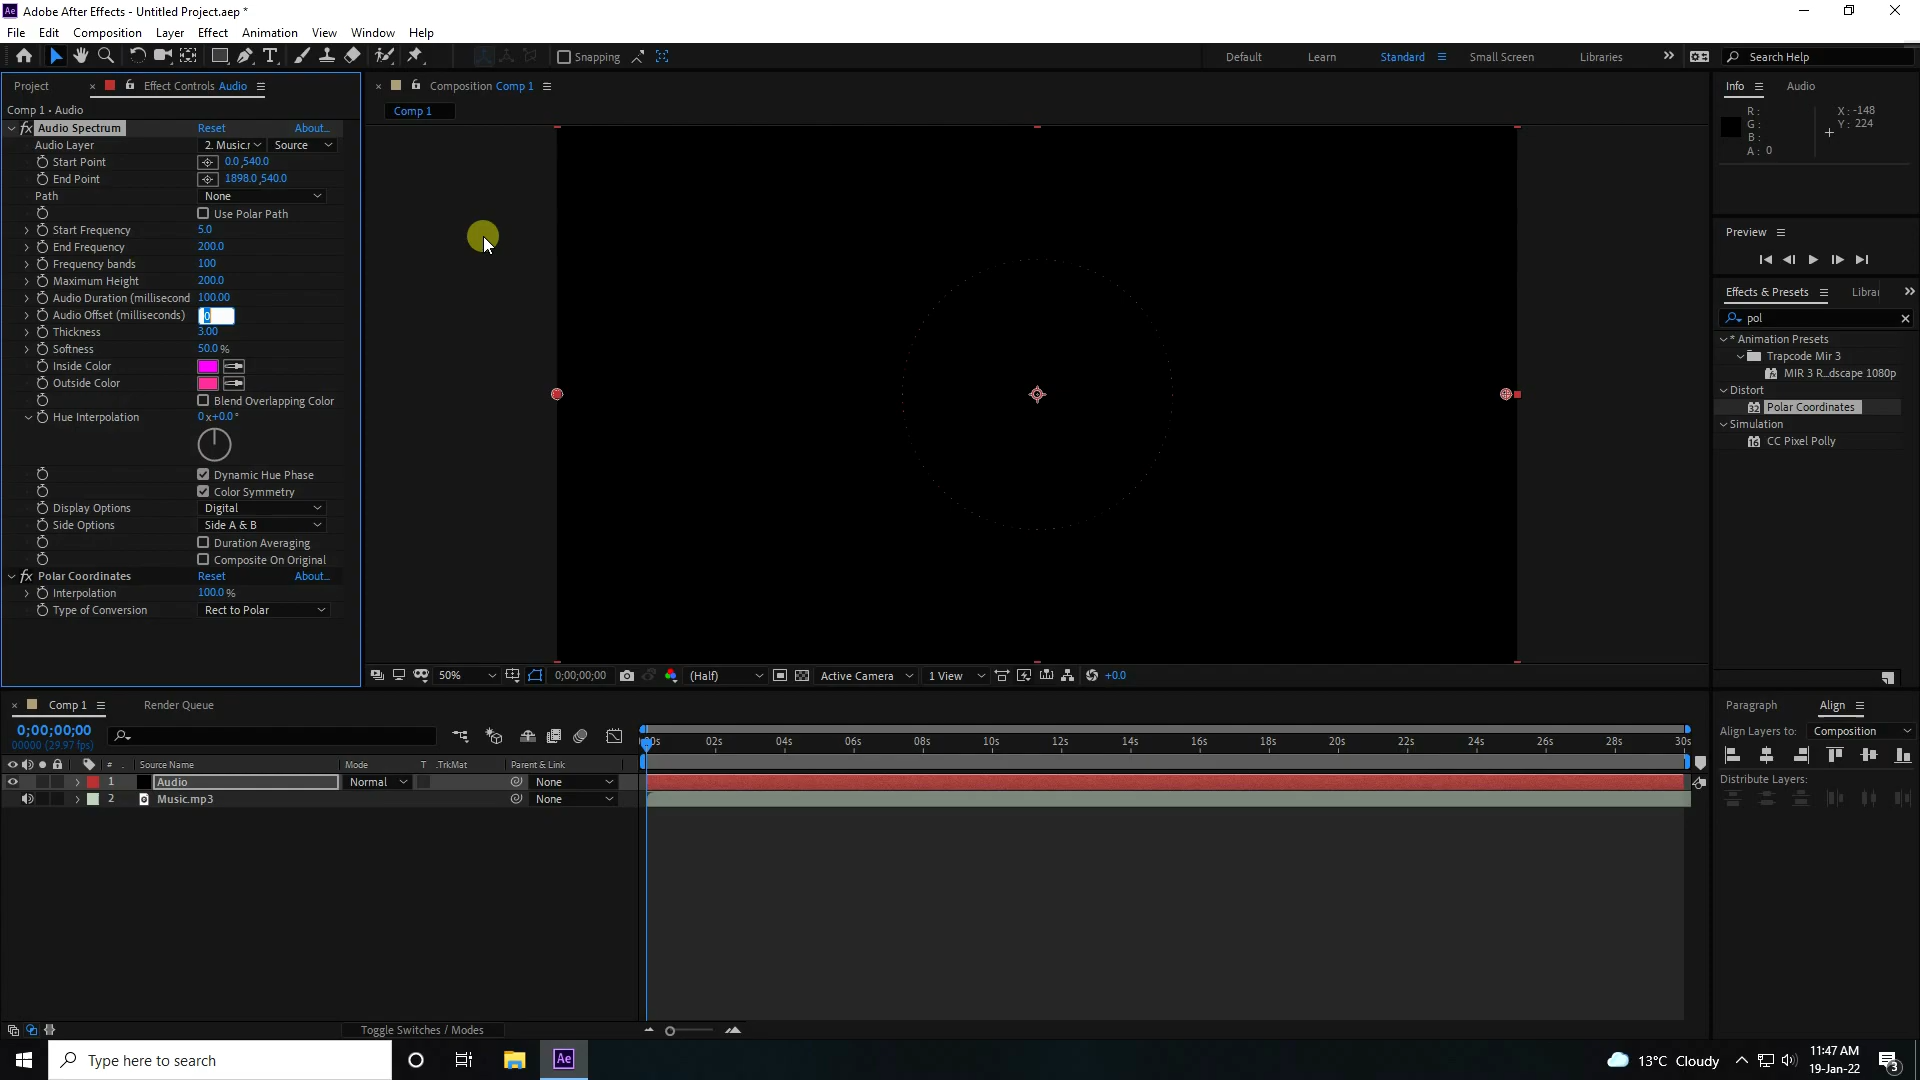 Adobe After Effects - Untitled Project.aep *
File Edit Composition Layer Effect Animation View Window Help
Snapping Default Learn Standard Small Screen Libraries Search Help
Project Effect Controls Audio
Comp 1 • Audio
Audio Spectrum Reset About...
Audio Layer 2. Music.r Source
Start Point 0.0,540.0
End Point 1898.0,540.0
Path None
Use Polar Path
Start Frequency 5.0
End Frequency 200.0
Frequency bands 100
Maximum Height 200.0
Audio Duration (millisecond 100.00
Audio Offset (milliseconds) 0
Thickness 3.00
Softness 50.0 %
Inside Color
Outside Color
Blend Overlapping Color
Hue Interpolation 0x+0.0°
Dynamic Hue Phase
Color Symmetry
Display Options Digital
Side Options Side A & B
Duration Averaging
Composite On Original
Polar Coordinates Reset About...
Interpolation 100.0 %
Type of Conversion Rect to Polar
Composition Comp 1
Comp 1
50% 0;00;00;00 (Half) Active Camera 1 View +0.0
Info Audio
R:
G:
B:
A: 0
X: -148
Y: 224
Preview
Effects & Presets Librar
pol
* Animation Presets
Trapcode Mir 3
MIR 3 R...dscape 1080p
Distort
Polar Coordinates
Simulation
CC Pixel Polly
Comp 1 Render Queue
0;00;00;00
00000 (29.97 fps)
# Source Name Mode T .TrkMat Parent & Link
1 Audio Normal None
2 Music.mp3 None
02s 04s 06s 08s 10s 12s 14s 16s 18s 20s 22s 24s 26s 28s 30s
Toggle Switches / Modes
Paragraph Align
Align Layers to: Composition
Distribute Layers:
Type here to search
Ae
13°C Cloudy
11:47 AM
19-Jan-22
3